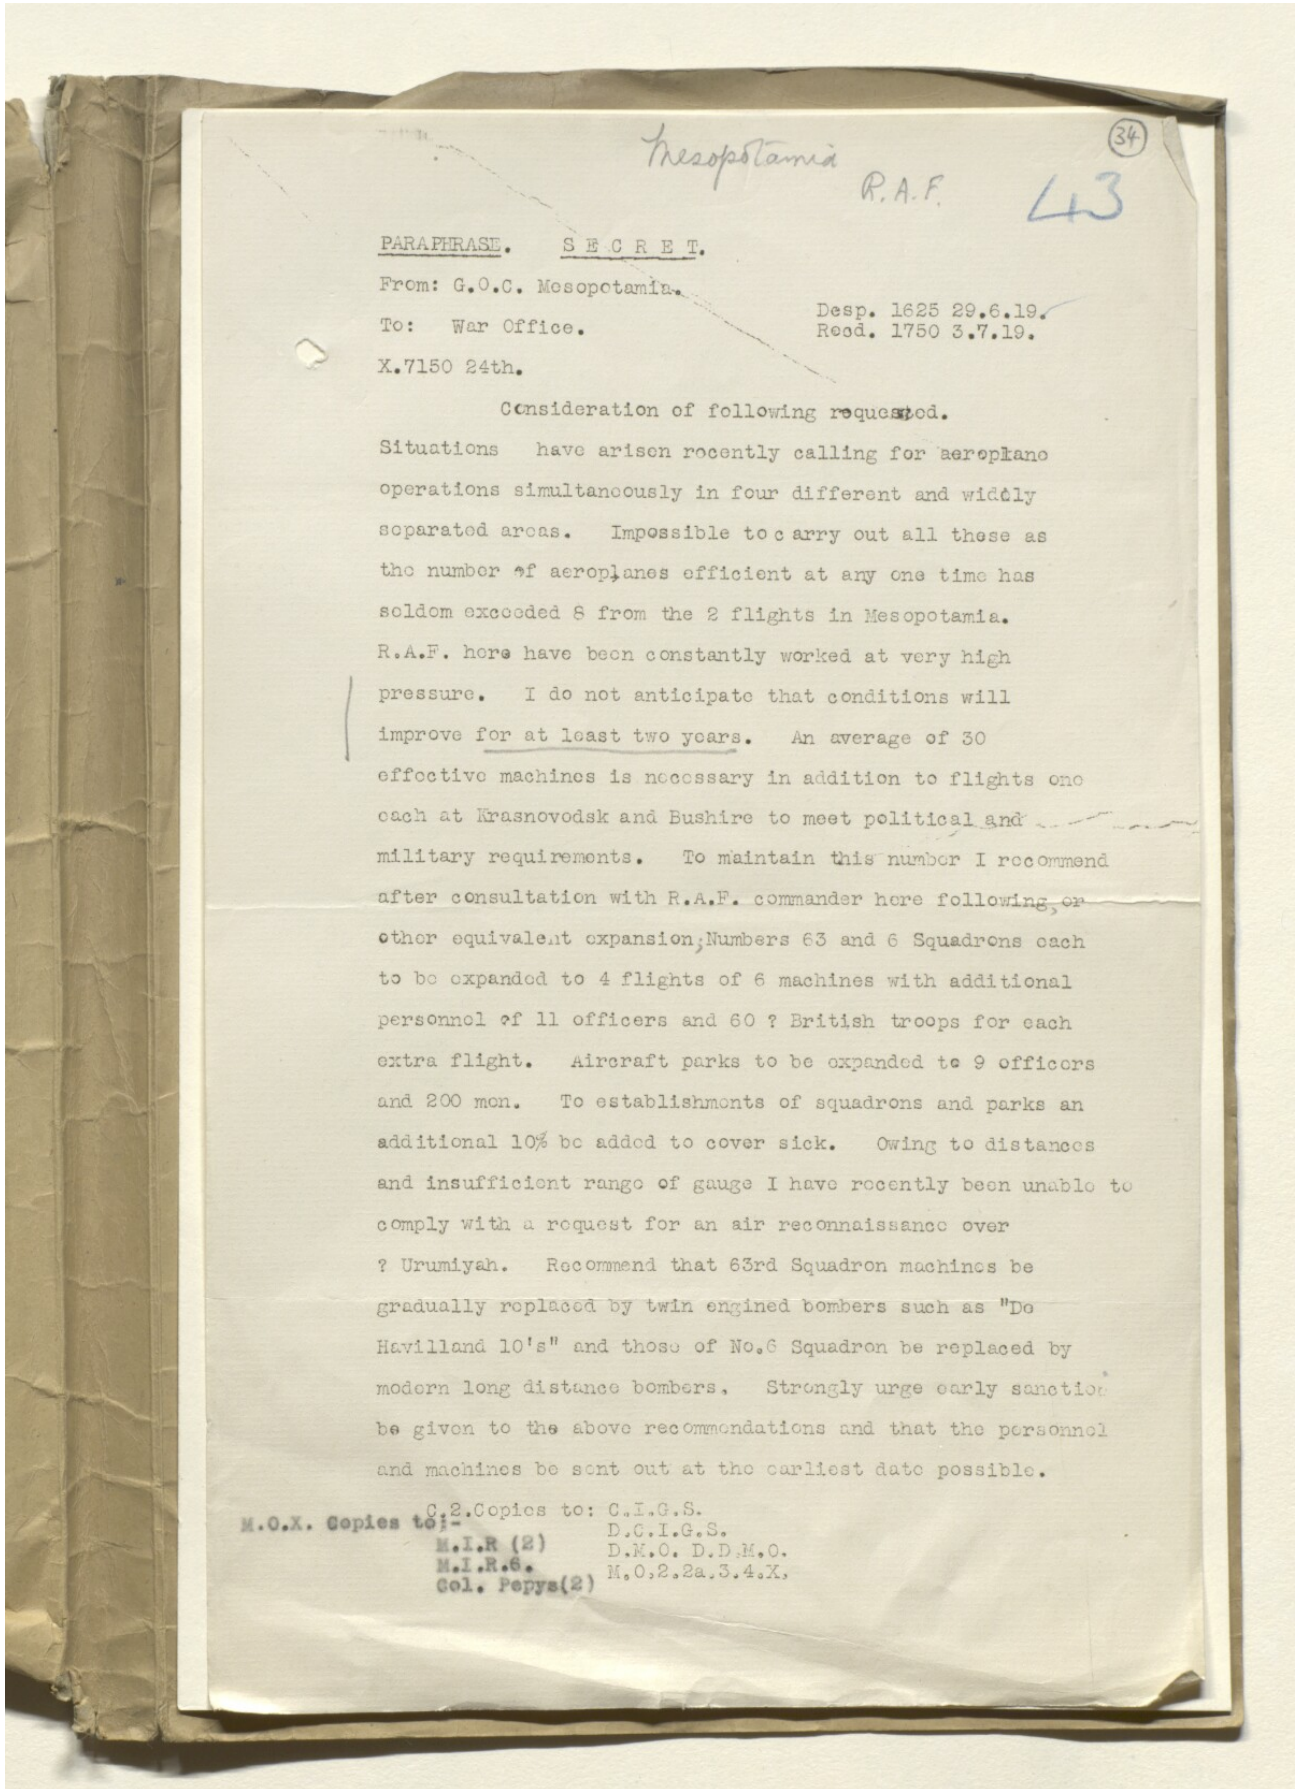 34
Mesopotamia
R.A.F.
43
PARAPHRASE. S E C R E T.
From: G.O.C. Mesopotamia.
Desp. 1625 29.6.19.
To: War Office.
Recd. 1750 3.7.19.
X.7150 24th.
Consideration of following requested.
Situations have arisen recently calling for aeroplane
operations simultaneously in four different and widely
separated areas. Impossible to carry out all these as
the number of aeroplanes efficient at any one time has
seldom exceeded 8 from the 2 flights in Mesopotamia.
R.A.F. here have been constantly worked at very high
pressure. I do not anticipate that conditions will
improve for at least two years. An average of 30
effective machines is necessary in addition to flights one
each at Krasnovodsk and Bushire to meet political and
military requirements. To maintain this number I recommend
after consultation with R.A.F. commander here following, or
other equivalent expansion; Numbers 63 and 6 Squadrons each
to be expanded to 4 flights of 6 machines with additional
personnel of 11 officers and 60 ? British troops for each
extra flight. Aircraft parks to be expanded to 9 officers
and 200 men. To establishments of squadrons and parks an
additional 10% be added to cover sick. Owing to distances
and insufficient range of gauge I have recently been unable to
comply with a request for an air reconnaissance over
? Urumiyah. Recommend that 63rd Squadron machines be
gradually replaced by twin engined bombers such as "De
Havilland 10's" and those of No.6 Squadron be replaced by
modern long distance bombers. Strongly urge early sanction
be given to the above recommendations and that the personnel
and machines be sent out at the earliest date possible.
C.2.Copies to: C.I.G.S.
D.C.I.G.S.
D.M.O. D.D.M.O.
M.O.2.2a.3.4.X.
M.O.X. Copies to:-
M.I.R (2)
M.I.R.6.
Col. Pepys(2)